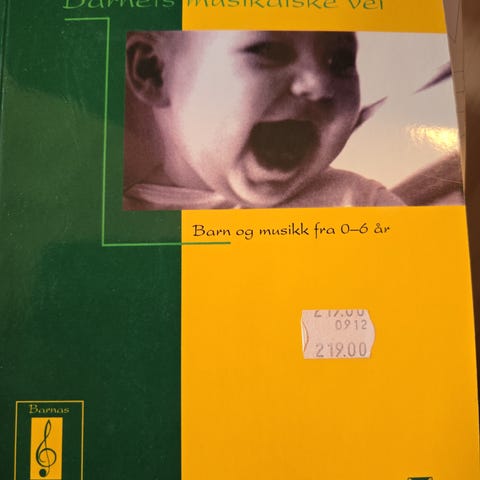 Barnets musikalske vei
Barn og musikk fra 0–6 år
219.00
0912
219.00
Barnas